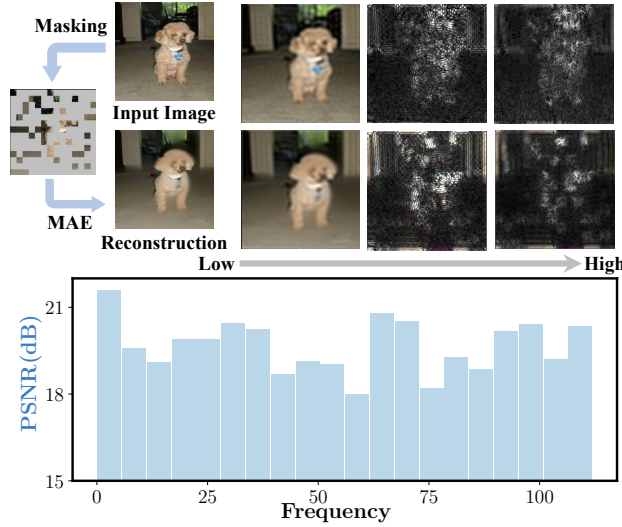 Masking
Input Image
MAE
Reconstruction
Low
High
PSNR(dB)
21
18
15
0
25
50
75
100
Frequency